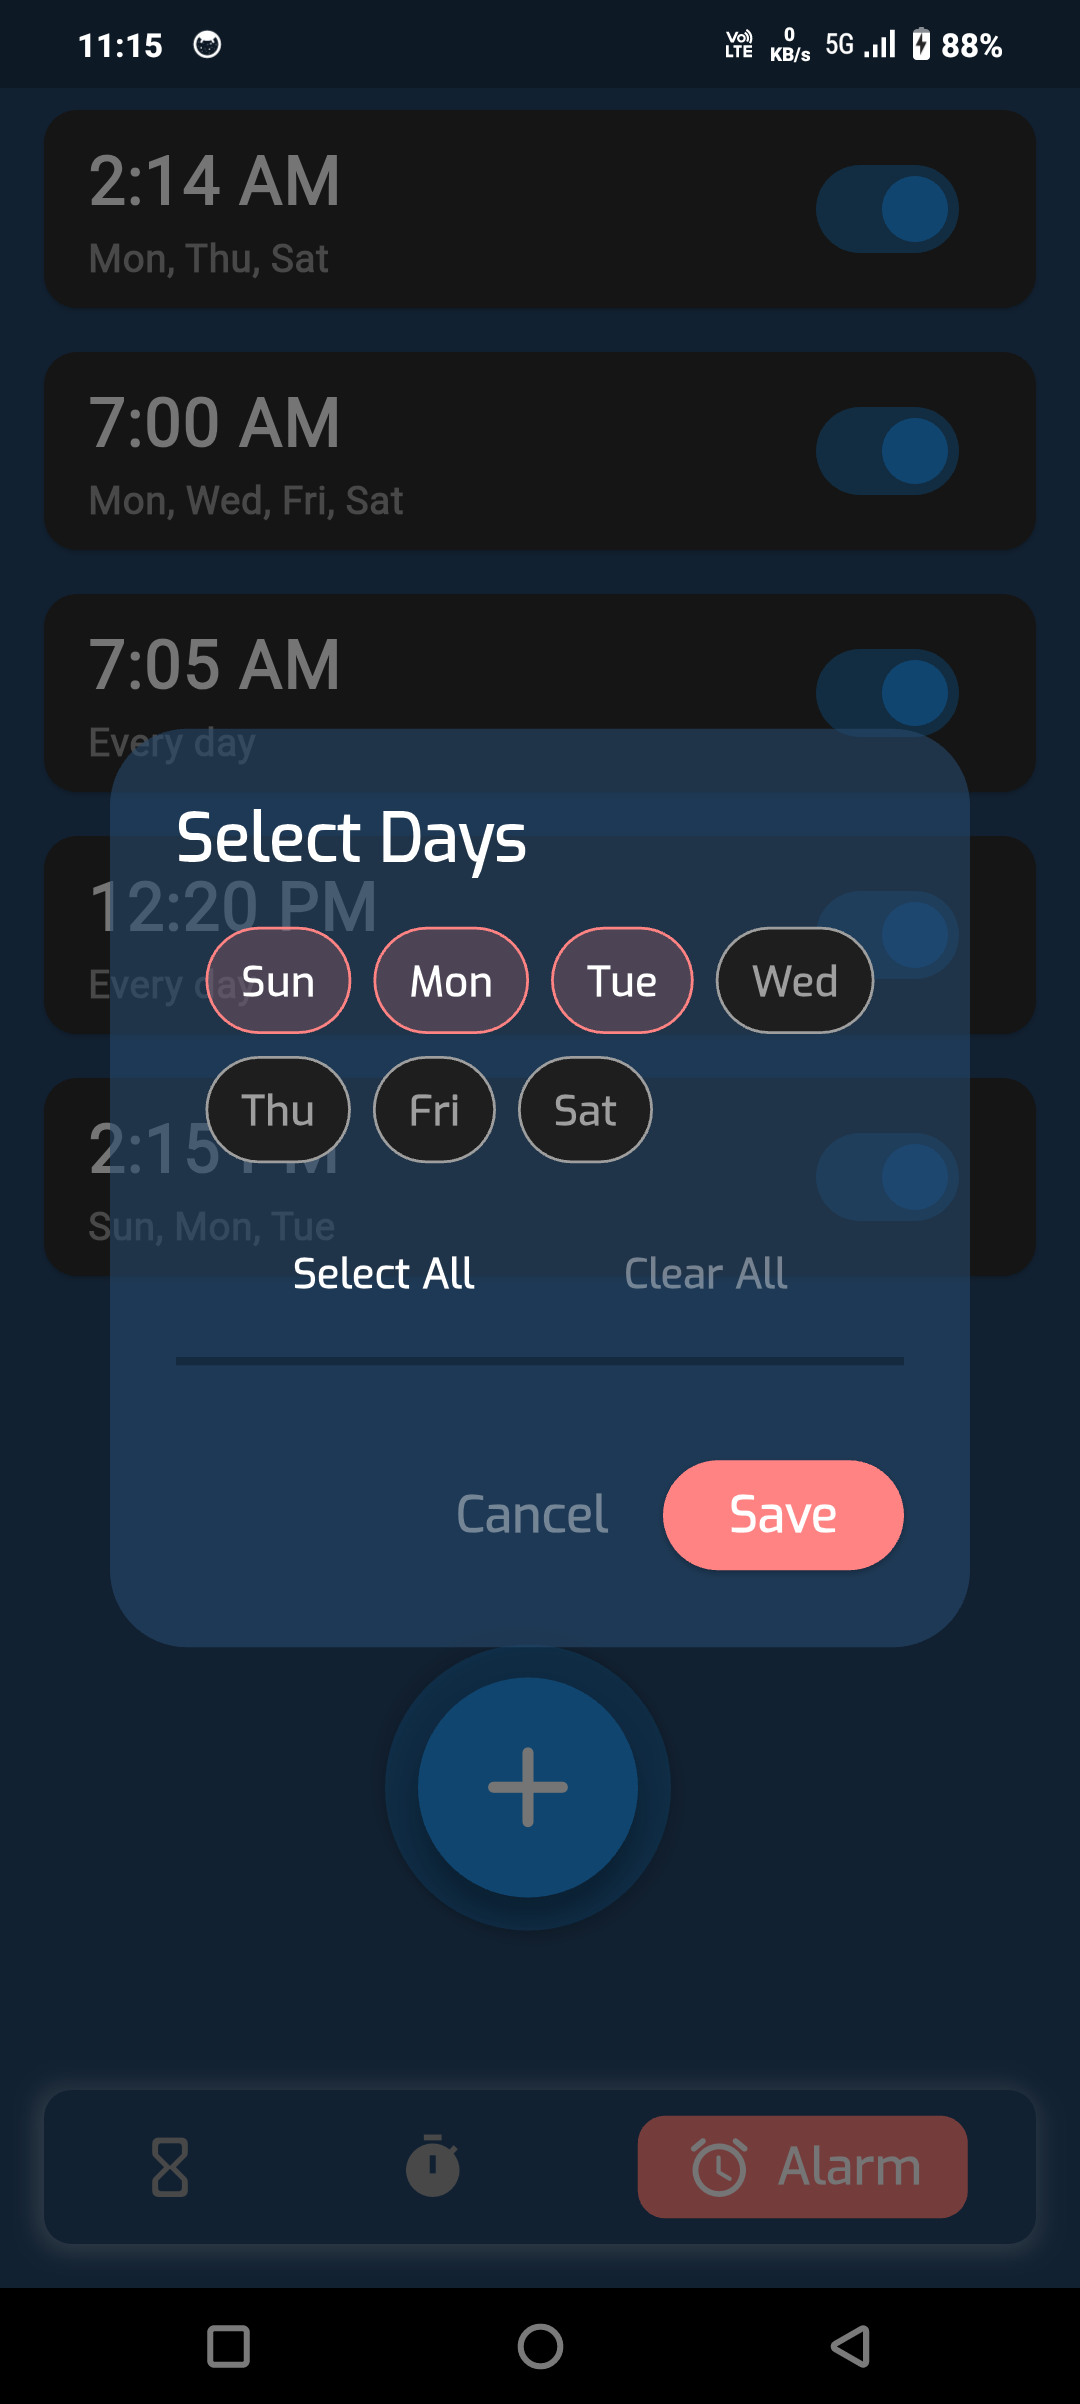 11:15 Vo) LTE 0 KB/s 5G 88%
2:14 AM
Mon, Thu, Sat
7:00 AM
Mon, Wed, Fri, Sat
7:05 AM
Every day
Select Days
12:20 PM
Sun Mon Tue Wed
Every day
Thu Fri Sat
2:15 PM
Sun, Mon, Tue
Select All Clear All
Cancel Save
Alarm